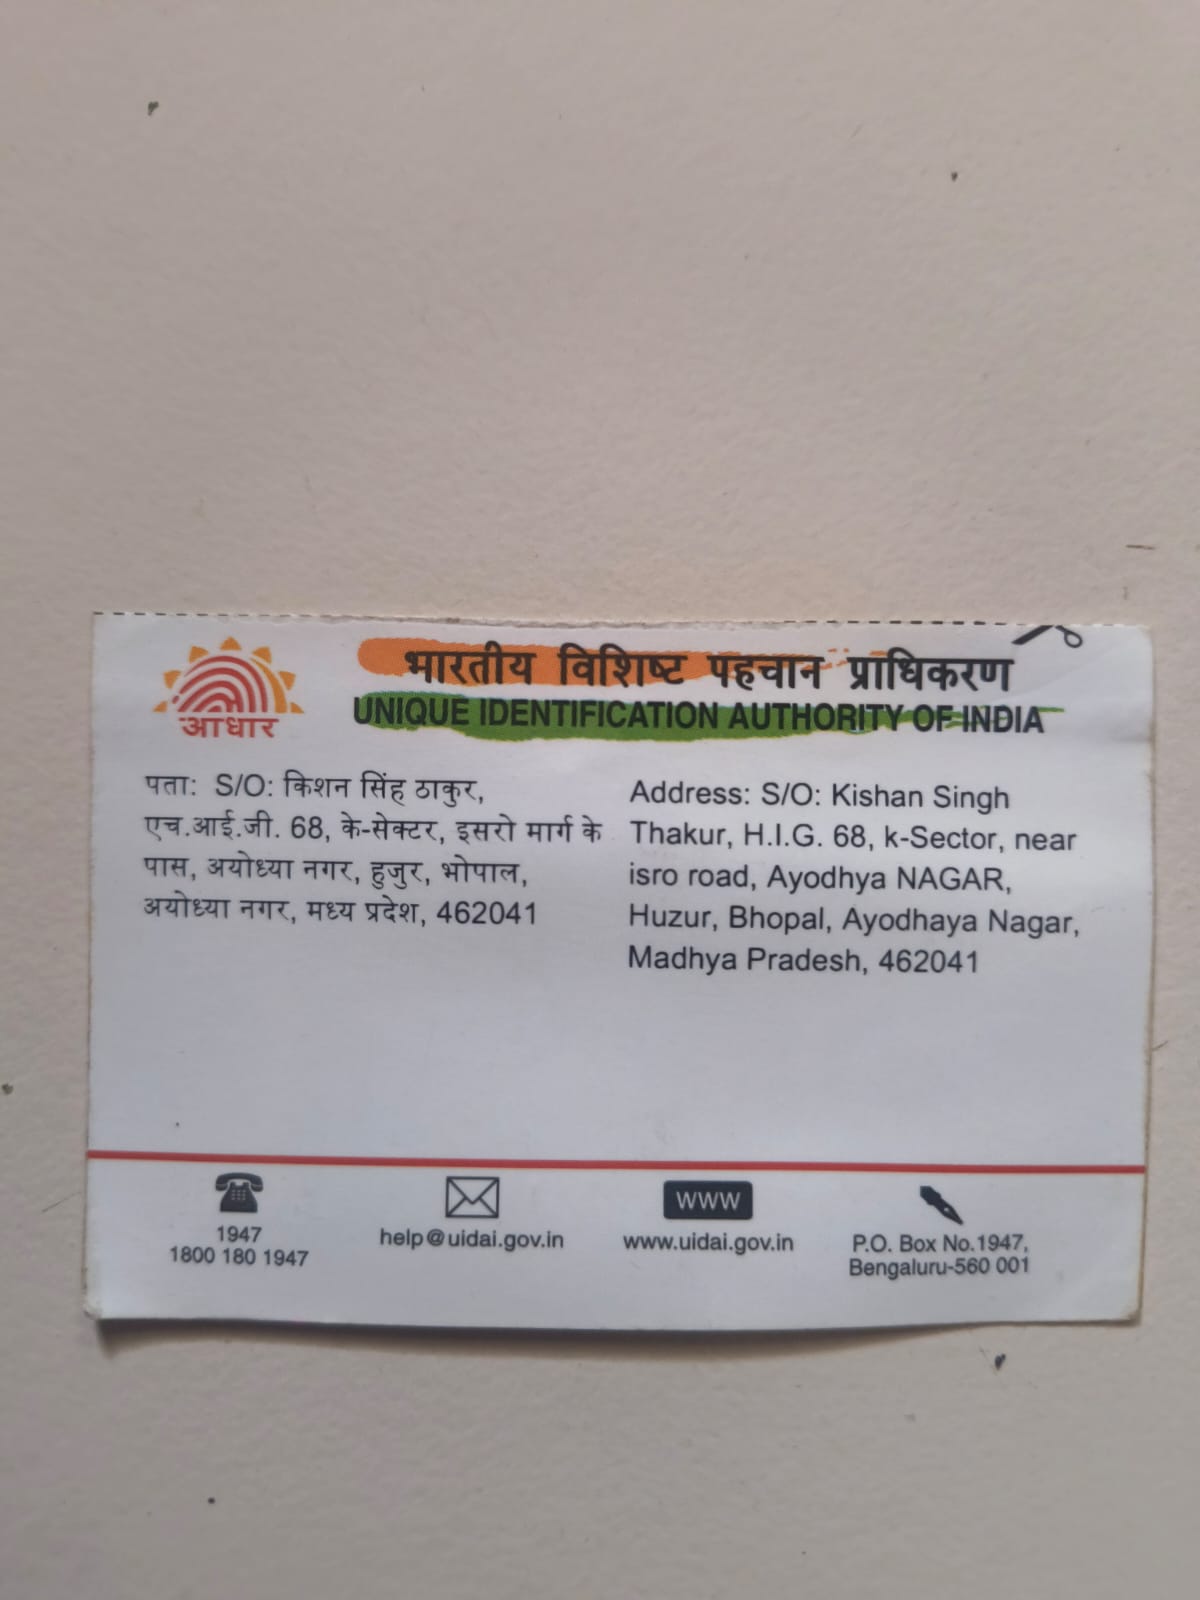 आधार
भारतीय विशिष्ट पहचान प्राधिकरण
UNIQUE IDENTIFICATION AUTHORITY OF INDIA
पता: S/O: किशन सिंह ठाकुर,
एच.आई.जी. 68, के-सेक्टर, इसरो मार्ग के
पास, अयोध्या नगर, हुजुर, भोपाल,
अयोध्या नगर, मध्य प्रदेश, 462041
Address: S/O: Kishan Singh
Thakur, H.I.G. 68, k-Sector, near
isro road, Ayodhya NAGAR,
Huzur, Bhopal, Ayodhaya Nagar,
Madhya Pradesh, 462041
1947
1800 180 1947
help@uidai.gov.in
www
www.uidai.gov.in
P.O. Box No.1947,
Bengaluru-560 001